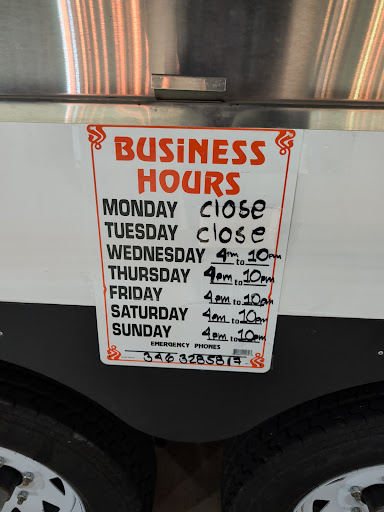 BUSiNESS
HOURS
MONDAY close
TUESDAY close
WEDNESDAY 4pm to 10pm
THURSDAY 4pm to 10pm
FRIDAY 4pm to 10pm
SATURDAY 4pm to 10pm
SUNDAY 4pm to 10pm
EMERGENCY PHONES
346 3285817